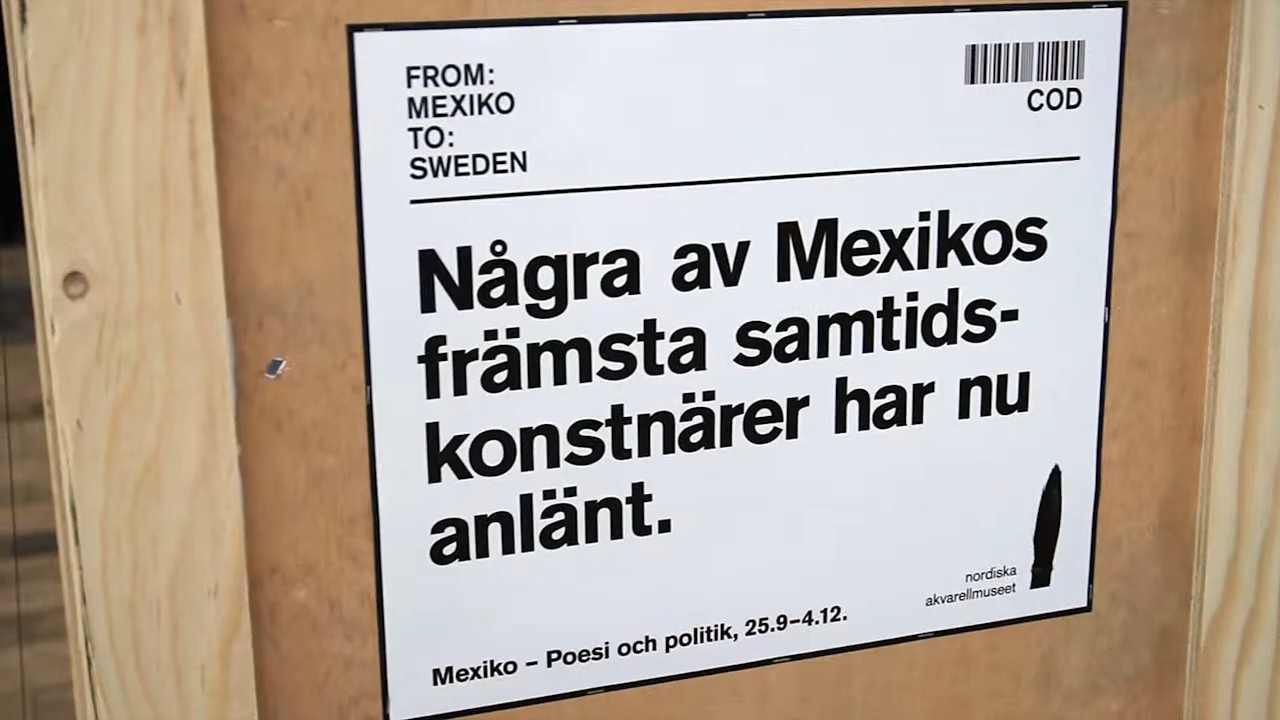 FROM:
MEXIKO
TO:
SWEDEN
COD
Några av Mexikos
främsta samtids-
konstnärer har nu
anlänt.
nordiska
akvarellmuseet
Mexiko – Poesi och politik, 25.9–4.12.